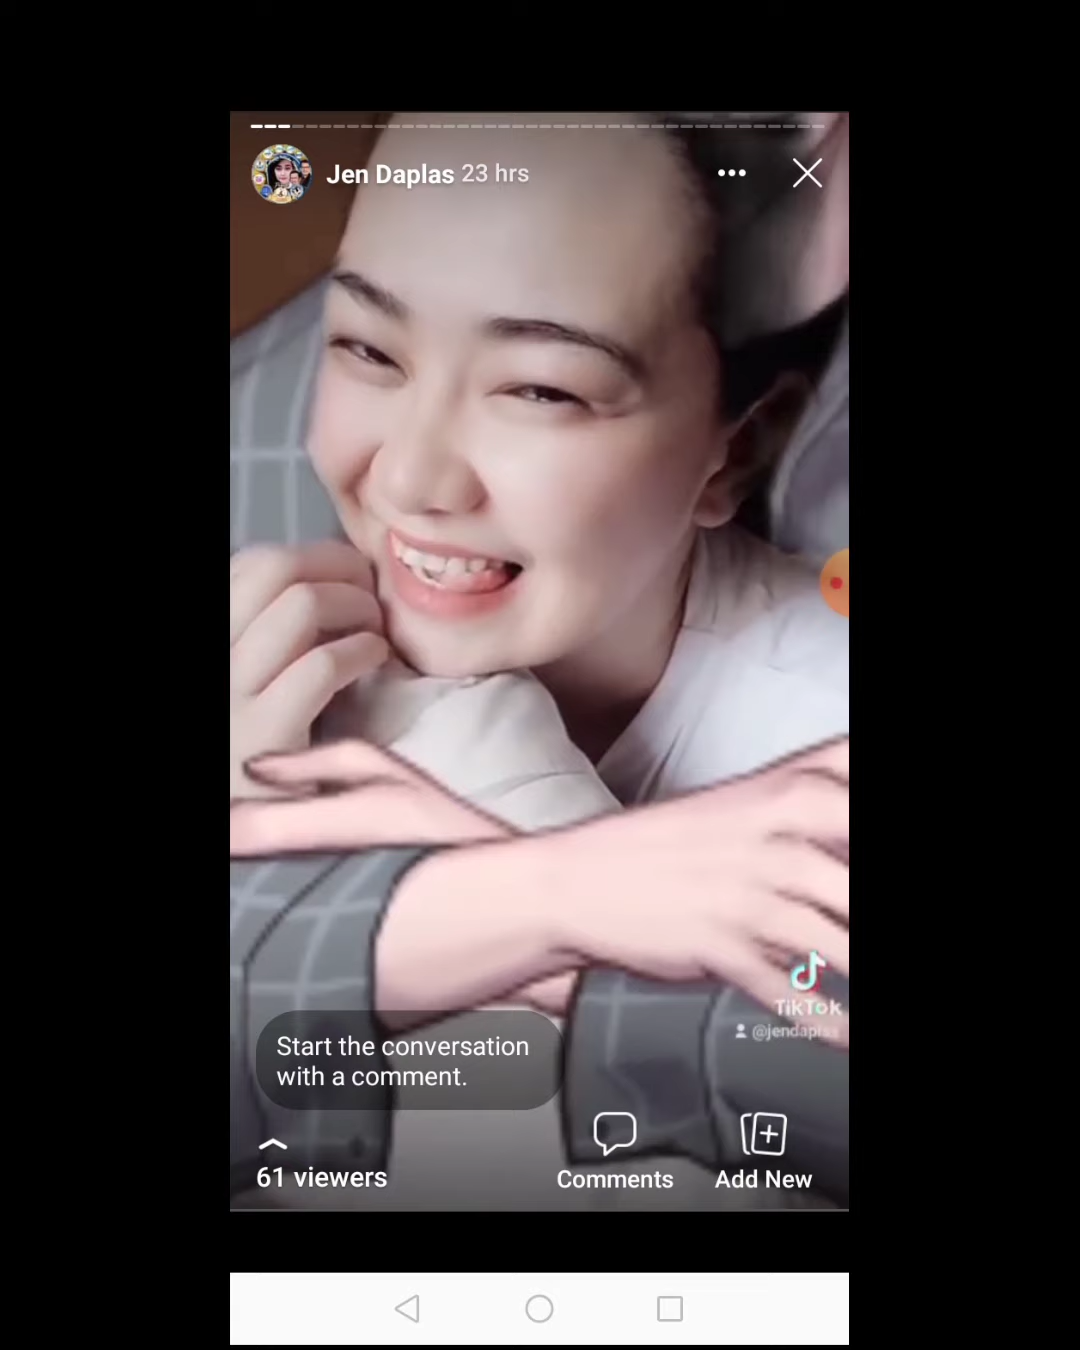 Jen Daplas 23 hrs
TikTok
Start the conversation
with a comment.
61 viewers
Comments
Add New